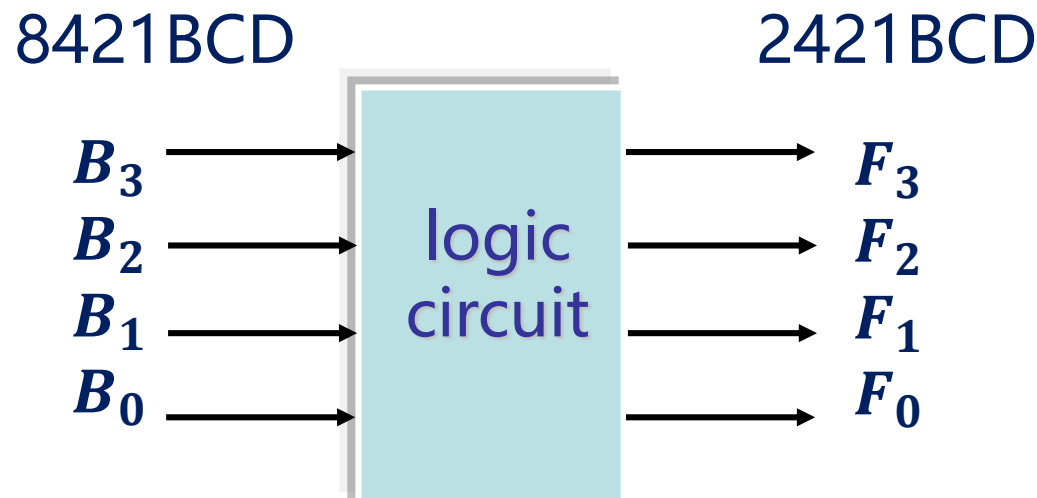 8421BCD 2421BCD
B₃ F₃
B₂ logic F₂
B₁ circuit F₁
B₀ F₀